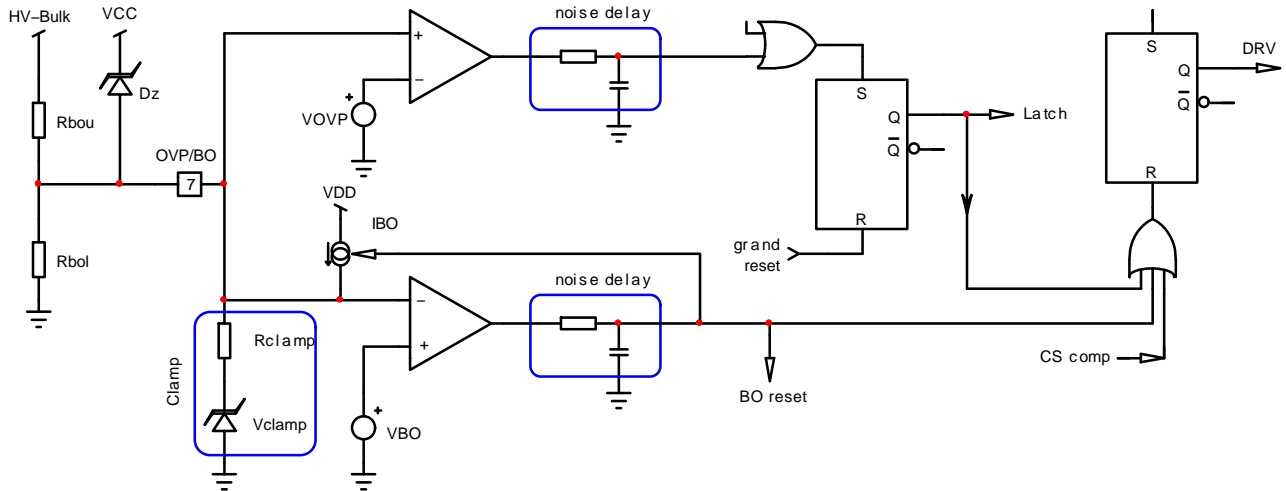 HV–Bulk
VCC
noise delay
Dz
Rbou
VOVP
+
−
+
S
Q
Q
R
Latch
S
Q
Q
R
DRV
OVP/BO
7
VDD
IBO
grand
reset
Rbol
noise delay
−
+
Clamp
Rclamp
Vclamp
+
VBO
BO reset
CS comp